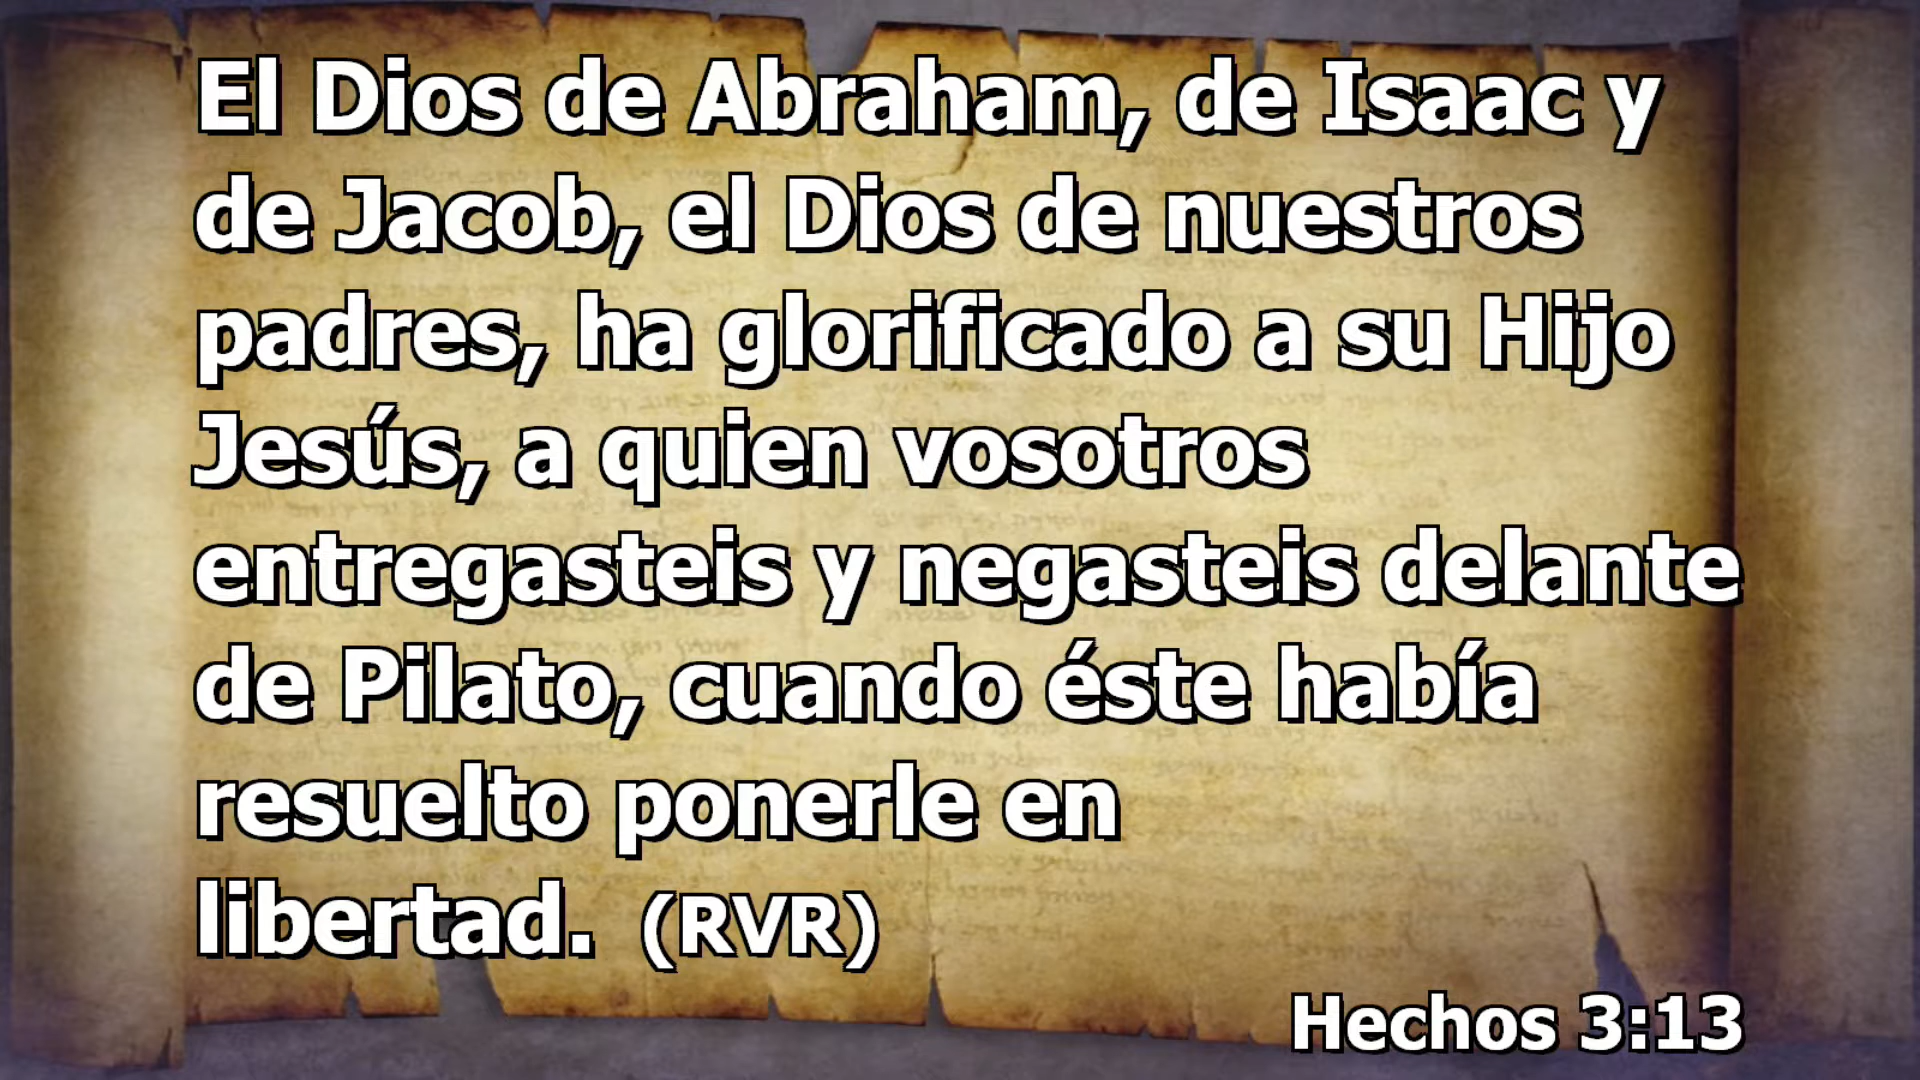 El Dios de Abraham, de Isaac y
de Jacob, el Dios de nuestros
padres, ha glorificado a su Hijo
Jesús, a quien vosotros
entregasteis y negasteis delante
de Pilato, cuando éste había
resuelto ponerle en
libertad. (RVR)
Hechos 3:13